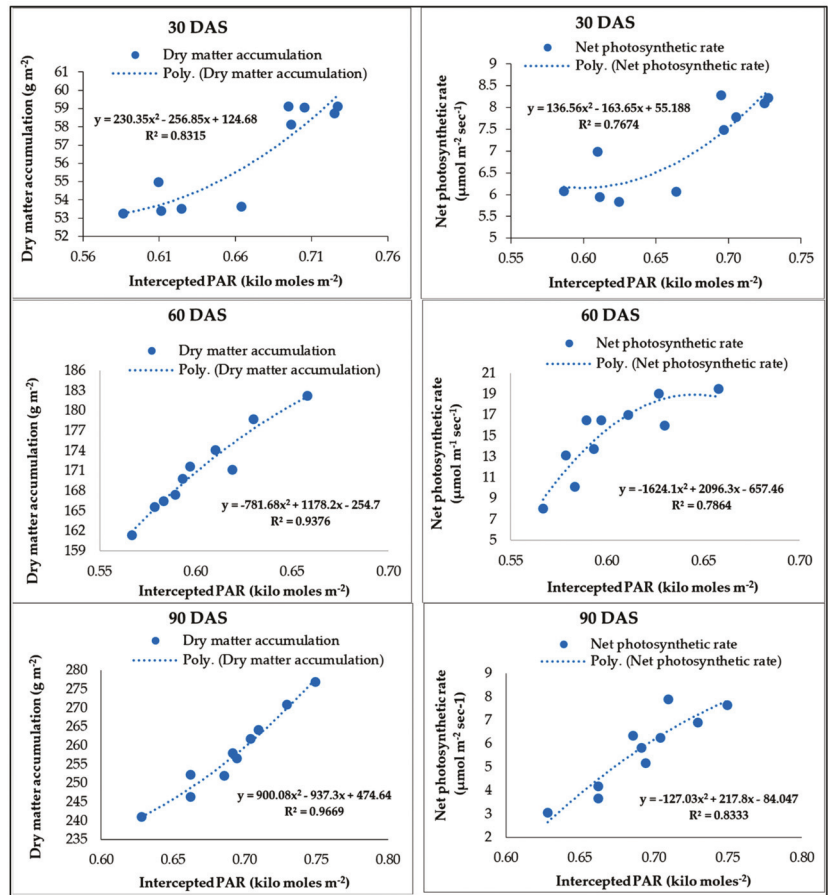 30 DAS
Dry matter accumulation
Poly. (Dry matter accumulation)
Dry matter accumulation (g m-2)
61
60
59
58
57
56
55
54
53
52
y = 230.35x² - 256.85x + 124.68
R² = 0.8315
0.56
0.61
0.66
0.71
0.76
Intercepted PAR (kilo moles m-2)
30 DAS
Net photosynthetic rate
Poly. (Net photosynthetic rate)
Net photosynthetic rate
(µmol m-2 sec-1)
9
8.5
8
7.5
7
6.5
6
5.5
5
y = 136.56x² - 163.65x + 55.188
R² = 0.7674
0.55
0.60
0.65
0.70
0.75
Intercepted PAR (kilo moles m-2)
60 DAS
Dry matter accumulation
Poly. (Dry matter accumulation)
Dry matter accumulation (g m-2)
186
183
180
177
174
171
168
165
162
159
y = -781.68x² + 1178.2x - 254.7
R² = 0.9376
0.55
0.60
0.65
0.70
Intercepted PAR (kilo moles m-2)
60 DAS
Net photosynthetic rate
Poly. (Net photosynthetic rate)
Net photosynthetic rate
(µmol m-1 sec-1)
21
19
17
15
13
11
9
7
5
y = -1624.1x² + 2096.3x - 657.46
R² = 0.7864
0.55
0.60
0.65
0.70
Intercepted PAR (kilo moles m-2)
90 DAS
Dry matter accumulation
Poly. (Dry matter accumulation)
Dry matter accumulation (g m-2)
280
275
270
265
260
255
250
245
240
235
y = 900.08x² - 937.3x + 474.64
R² = 0.9669
0.60
0.65
0.70
0.75
0.80
Intercepted PAR (kilo moles m-2)
90 DAS
Net photosynthetic rate
Poly. (Net photosynthetic rate)
Net photosynthetic rate
(µmol m-2 sec-1)
9
8
7
6
5
4
3
2
y = -127.03x² + 217.8x - 84.047
R² = 0.8333
0.60
0.65
0.70
0.75
0.80
Intercepted PAR (kilo moles-2)